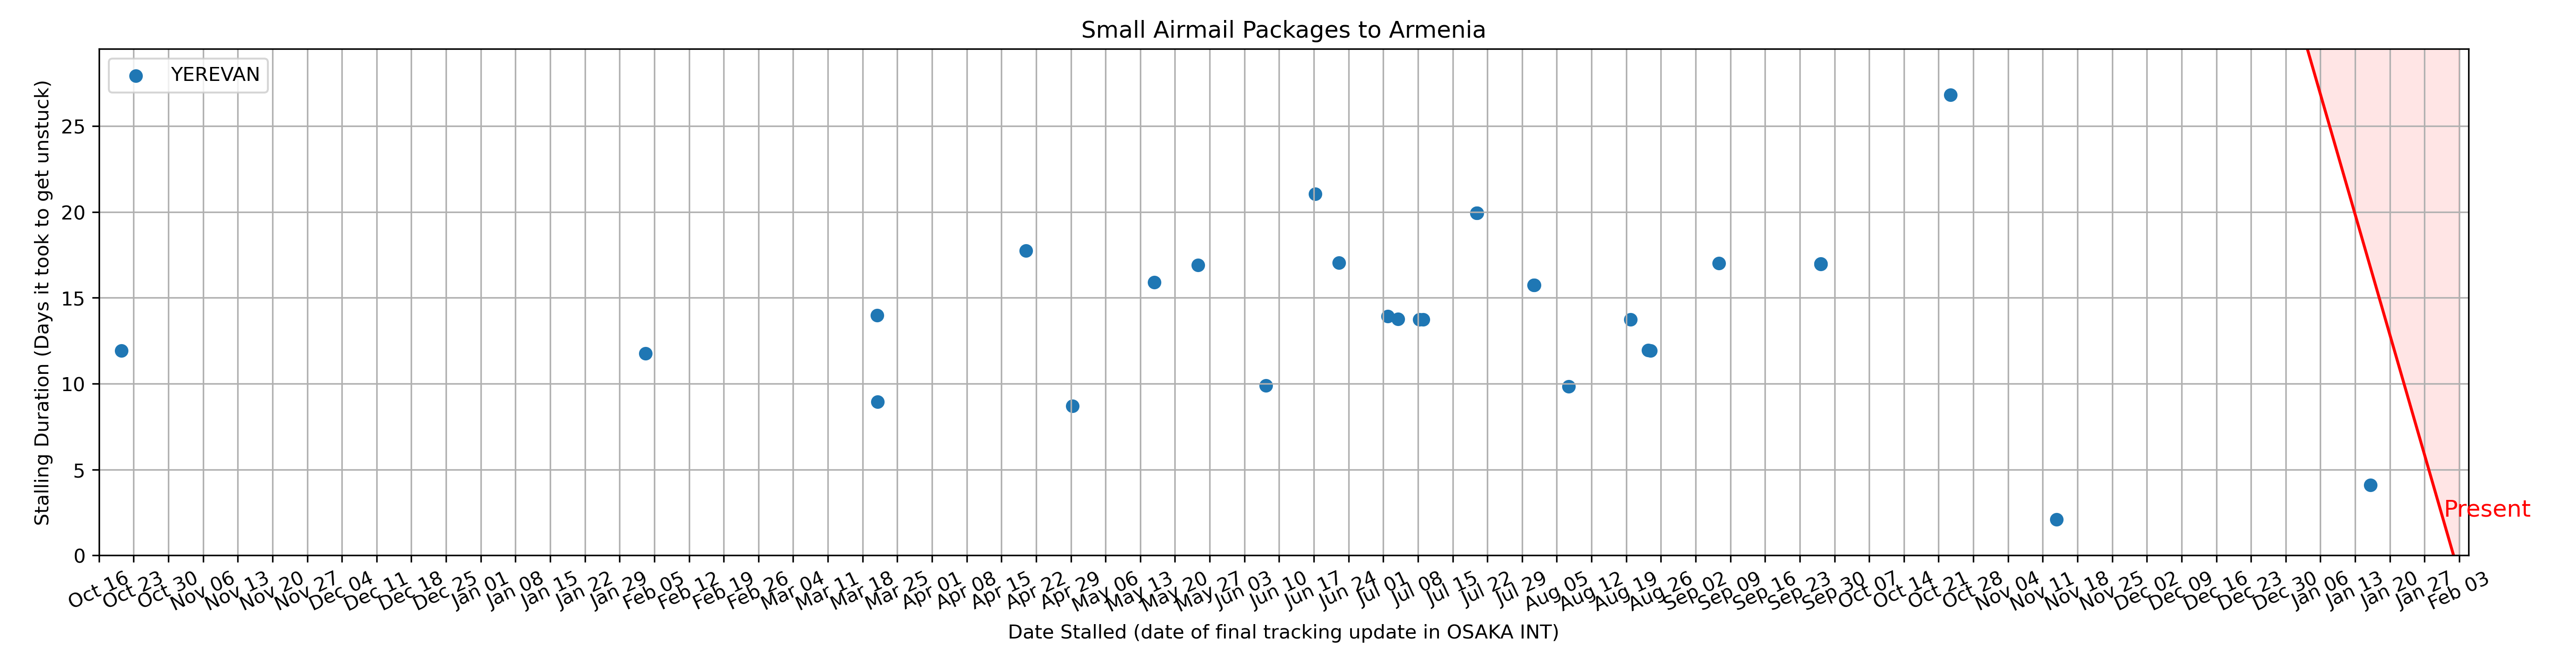 Small Airmail Packages to Armenia
YEREVAN
Stalling Duration (Days it took to get unstuck)
25
20
15
10
5
0
Present
Oct 16 Oct 23 Oct 30 Nov 06 Nov 13 Nov 20 Nov 27 Dec 04 Dec 11 Dec 18 Dec 25 Jan 01 Jan 08 Jan 15 Jan 22 Jan 29 Feb 05 Feb 12 Feb 19 Feb 26 Mar 04 Mar 11 Mar 18 Mar 25 Apr 01 Apr 08 Apr 15 Apr 22 Apr 29 May 06 May 13 May 20 May 27 Jun 03 Jun 10 Jun 17 Jun 24 Jul 01 Jul 08 Jul 15 Jul 22 Jul 29 Aug 05 Aug 12 Aug 19 Aug 26 Sep 02 Sep 09 Sep 16 Sep 23 Sep 30 Oct 07 Oct 14 Oct 21 Oct 28 Nov 04 Nov 11 Nov 18 Nov 25 Dec 02 Dec 09 Dec 16 Dec 23 Dec 30 Jan 06 Jan 13 Jan 20 Jan 27 Feb 03
Date Stalled (date of final tracking update in OSAKA INT)